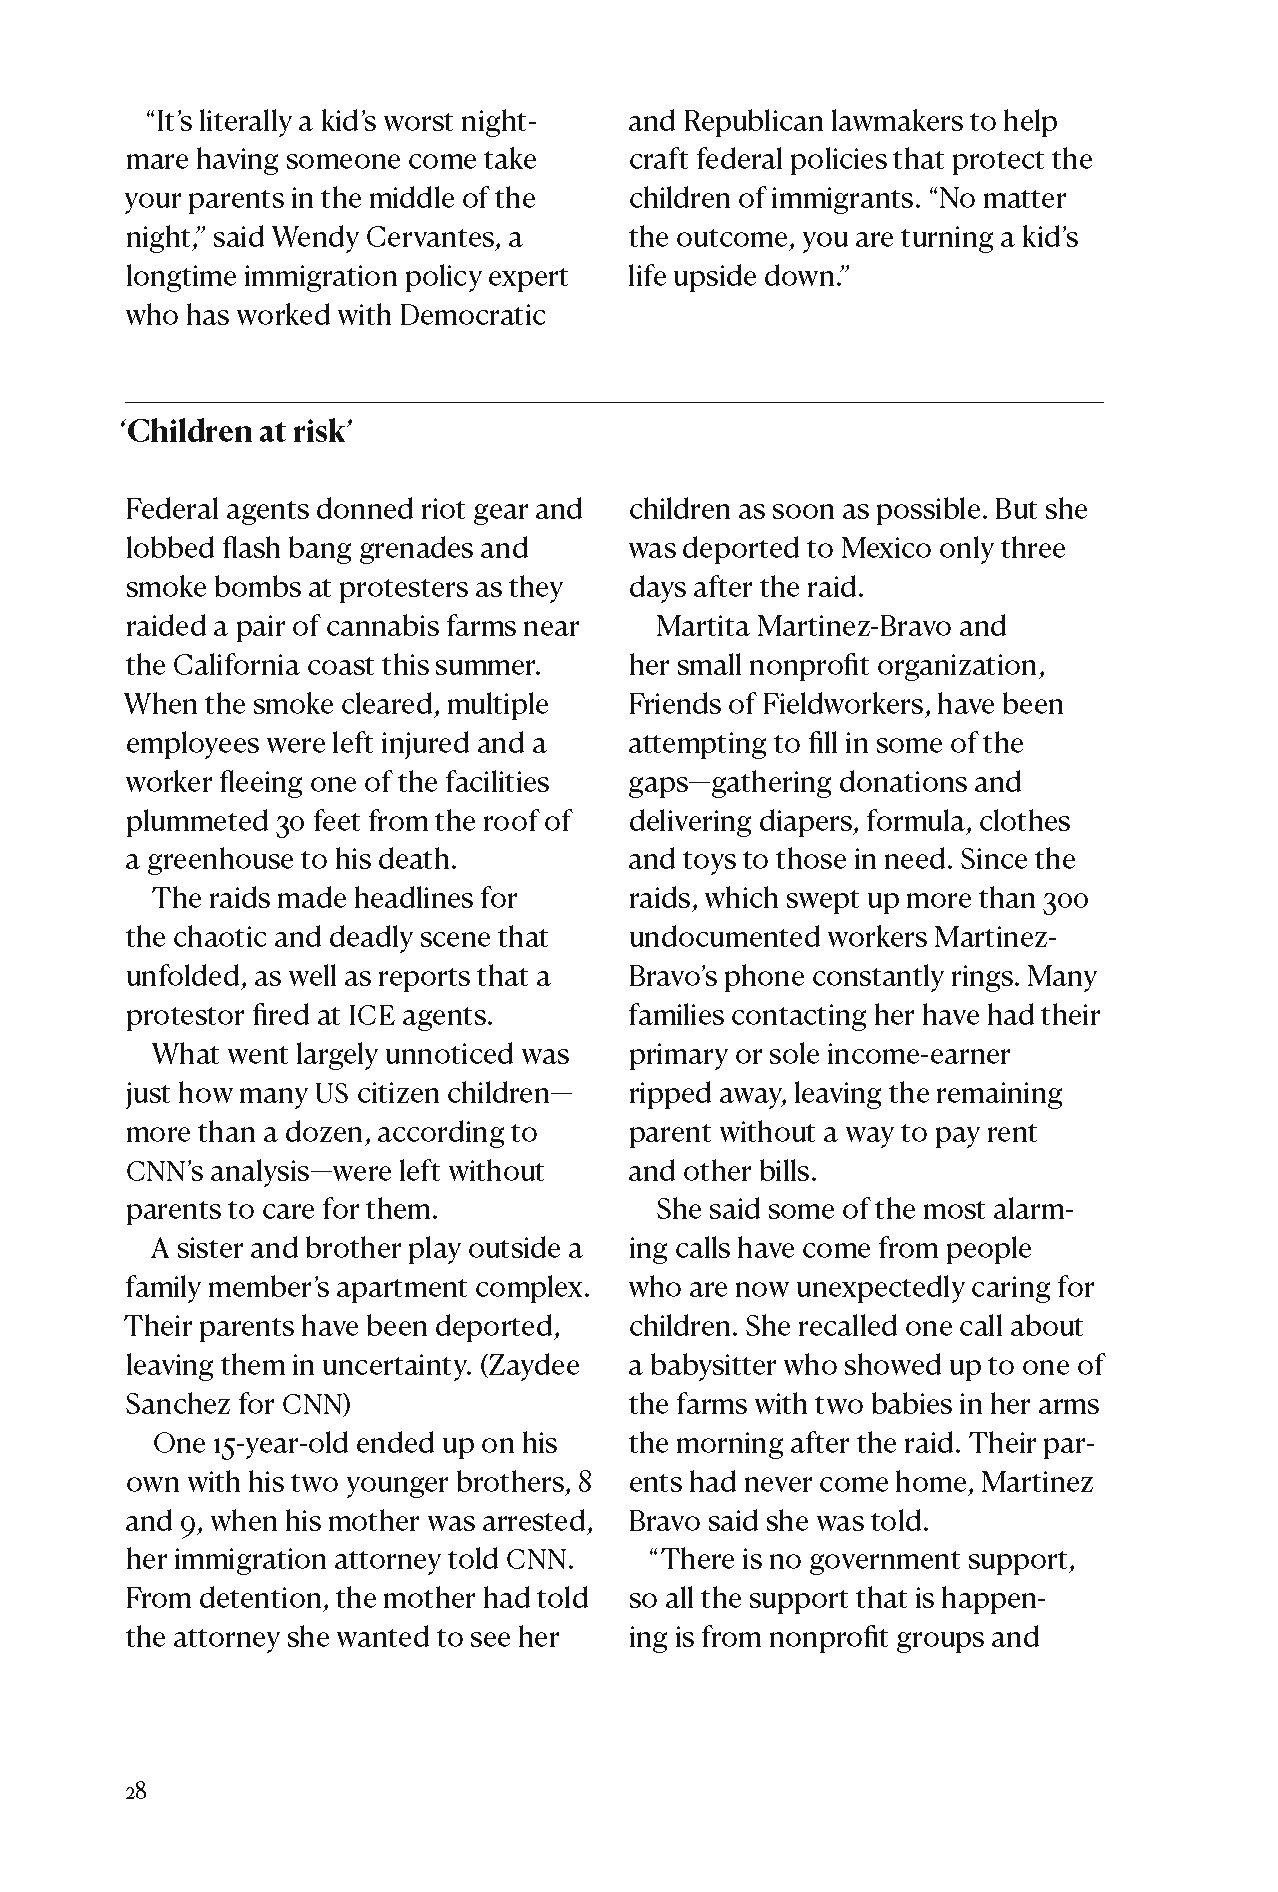 “It’s literally a kid’s worst night-
mare having someone come take
your parents in the middle of the
night,” said Wendy Cervantes, a
longtime immigration policy expert
who has worked with Democratic
and Republican lawmakers to help
craft federal policies that protect the
children of immigrants. “No matter
the outcome, you are turning a kid’s
life upside down.”
‘Children at risk’
Federal agents donned riot gear and
lobbed flash bang grenades and
smoke bombs at protesters as they
raided a pair of cannabis farms near
the California coast this summer.
When the smoke cleared, multiple
employees were left injured and a
worker fleeing one of the facilities
plummeted 30 feet from the roof of
a greenhouse to his death.
The raids made headlines for
the chaotic and deadly scene that
unfolded, as well as reports that a
protestor fired at ICE agents.
What went largely unnoticed was
just how many US citizen children—
more than a dozen, according to
CNN’s analysis—were left without
parents to care for them.
A sister and brother play outside a
family member’s apartment complex.
Their parents have been deported,
leaving them in uncertainty. (Zaydee
Sanchez for CNN)
One 15-year-old ended up on his
own with his two younger brothers, 8
and 9, when his mother was arrested,
her immigration attorney told CNN.
From detention, the mother had told
the attorney she wanted to see her
children as soon as possible. But she
was deported to Mexico only three
days after the raid.
Martita Martinez-Bravo and
her small nonprofit organization,
Friends of Fieldworkers, have been
attempting to fill in some of the
gaps—gathering donations and
delivering diapers, formula, clothes
and toys to those in need. Since the
raids, which swept up more than 300
undocumented workers Martinez-
Bravo’s phone constantly rings. Many
families contacting her have had their
primary or sole income-earner
ripped away, leaving the remaining
parent without a way to pay rent
and other bills.
She said some of the most alarm-
ing calls have come from people
who are now unexpectedly caring for
children. She recalled one call about
a babysitter who showed up to one of
the farms with two babies in her arms
the morning after the raid. Their par-
ents had never come home, Martinez
Bravo said she was told.
“There is no government support,
so all the support that is happen-
ing is from nonprofit groups and
28